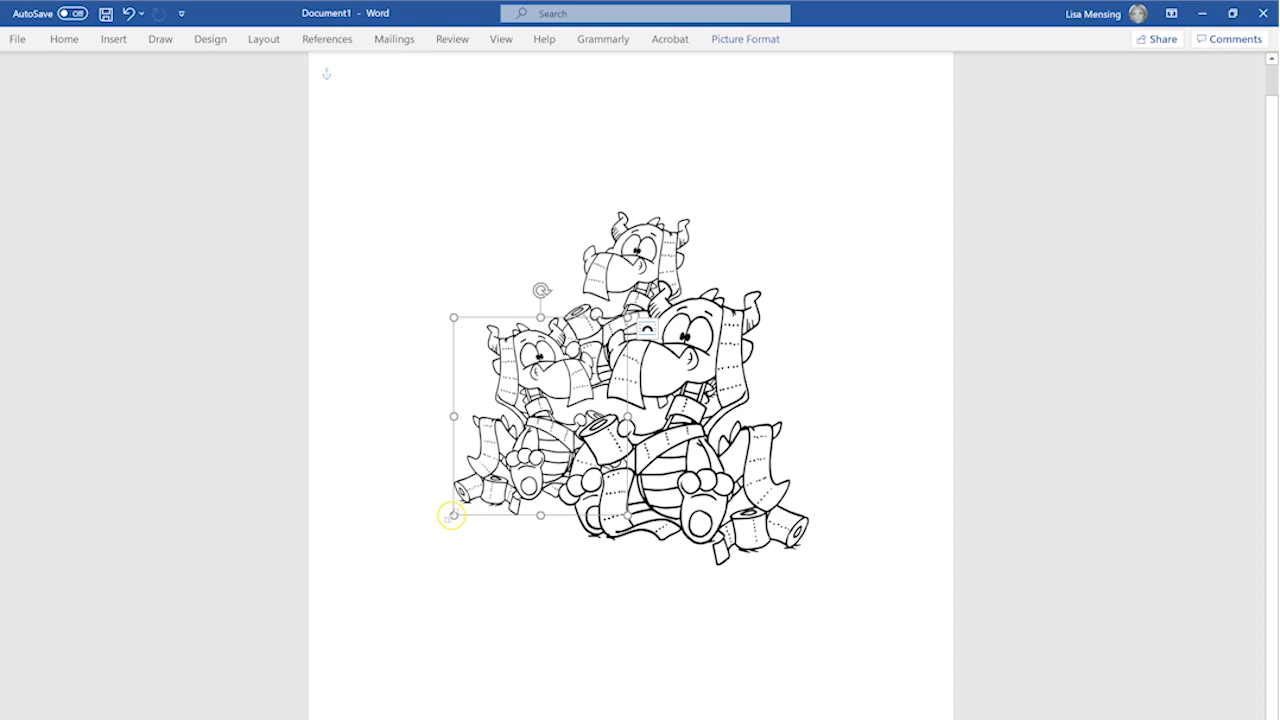 AutoSave Off Document1 - Word Search Lisa Mensing
File Home Insert Draw Design Layout References Mailings Review View Help Grammarly Acrobat Picture Format Share Comments